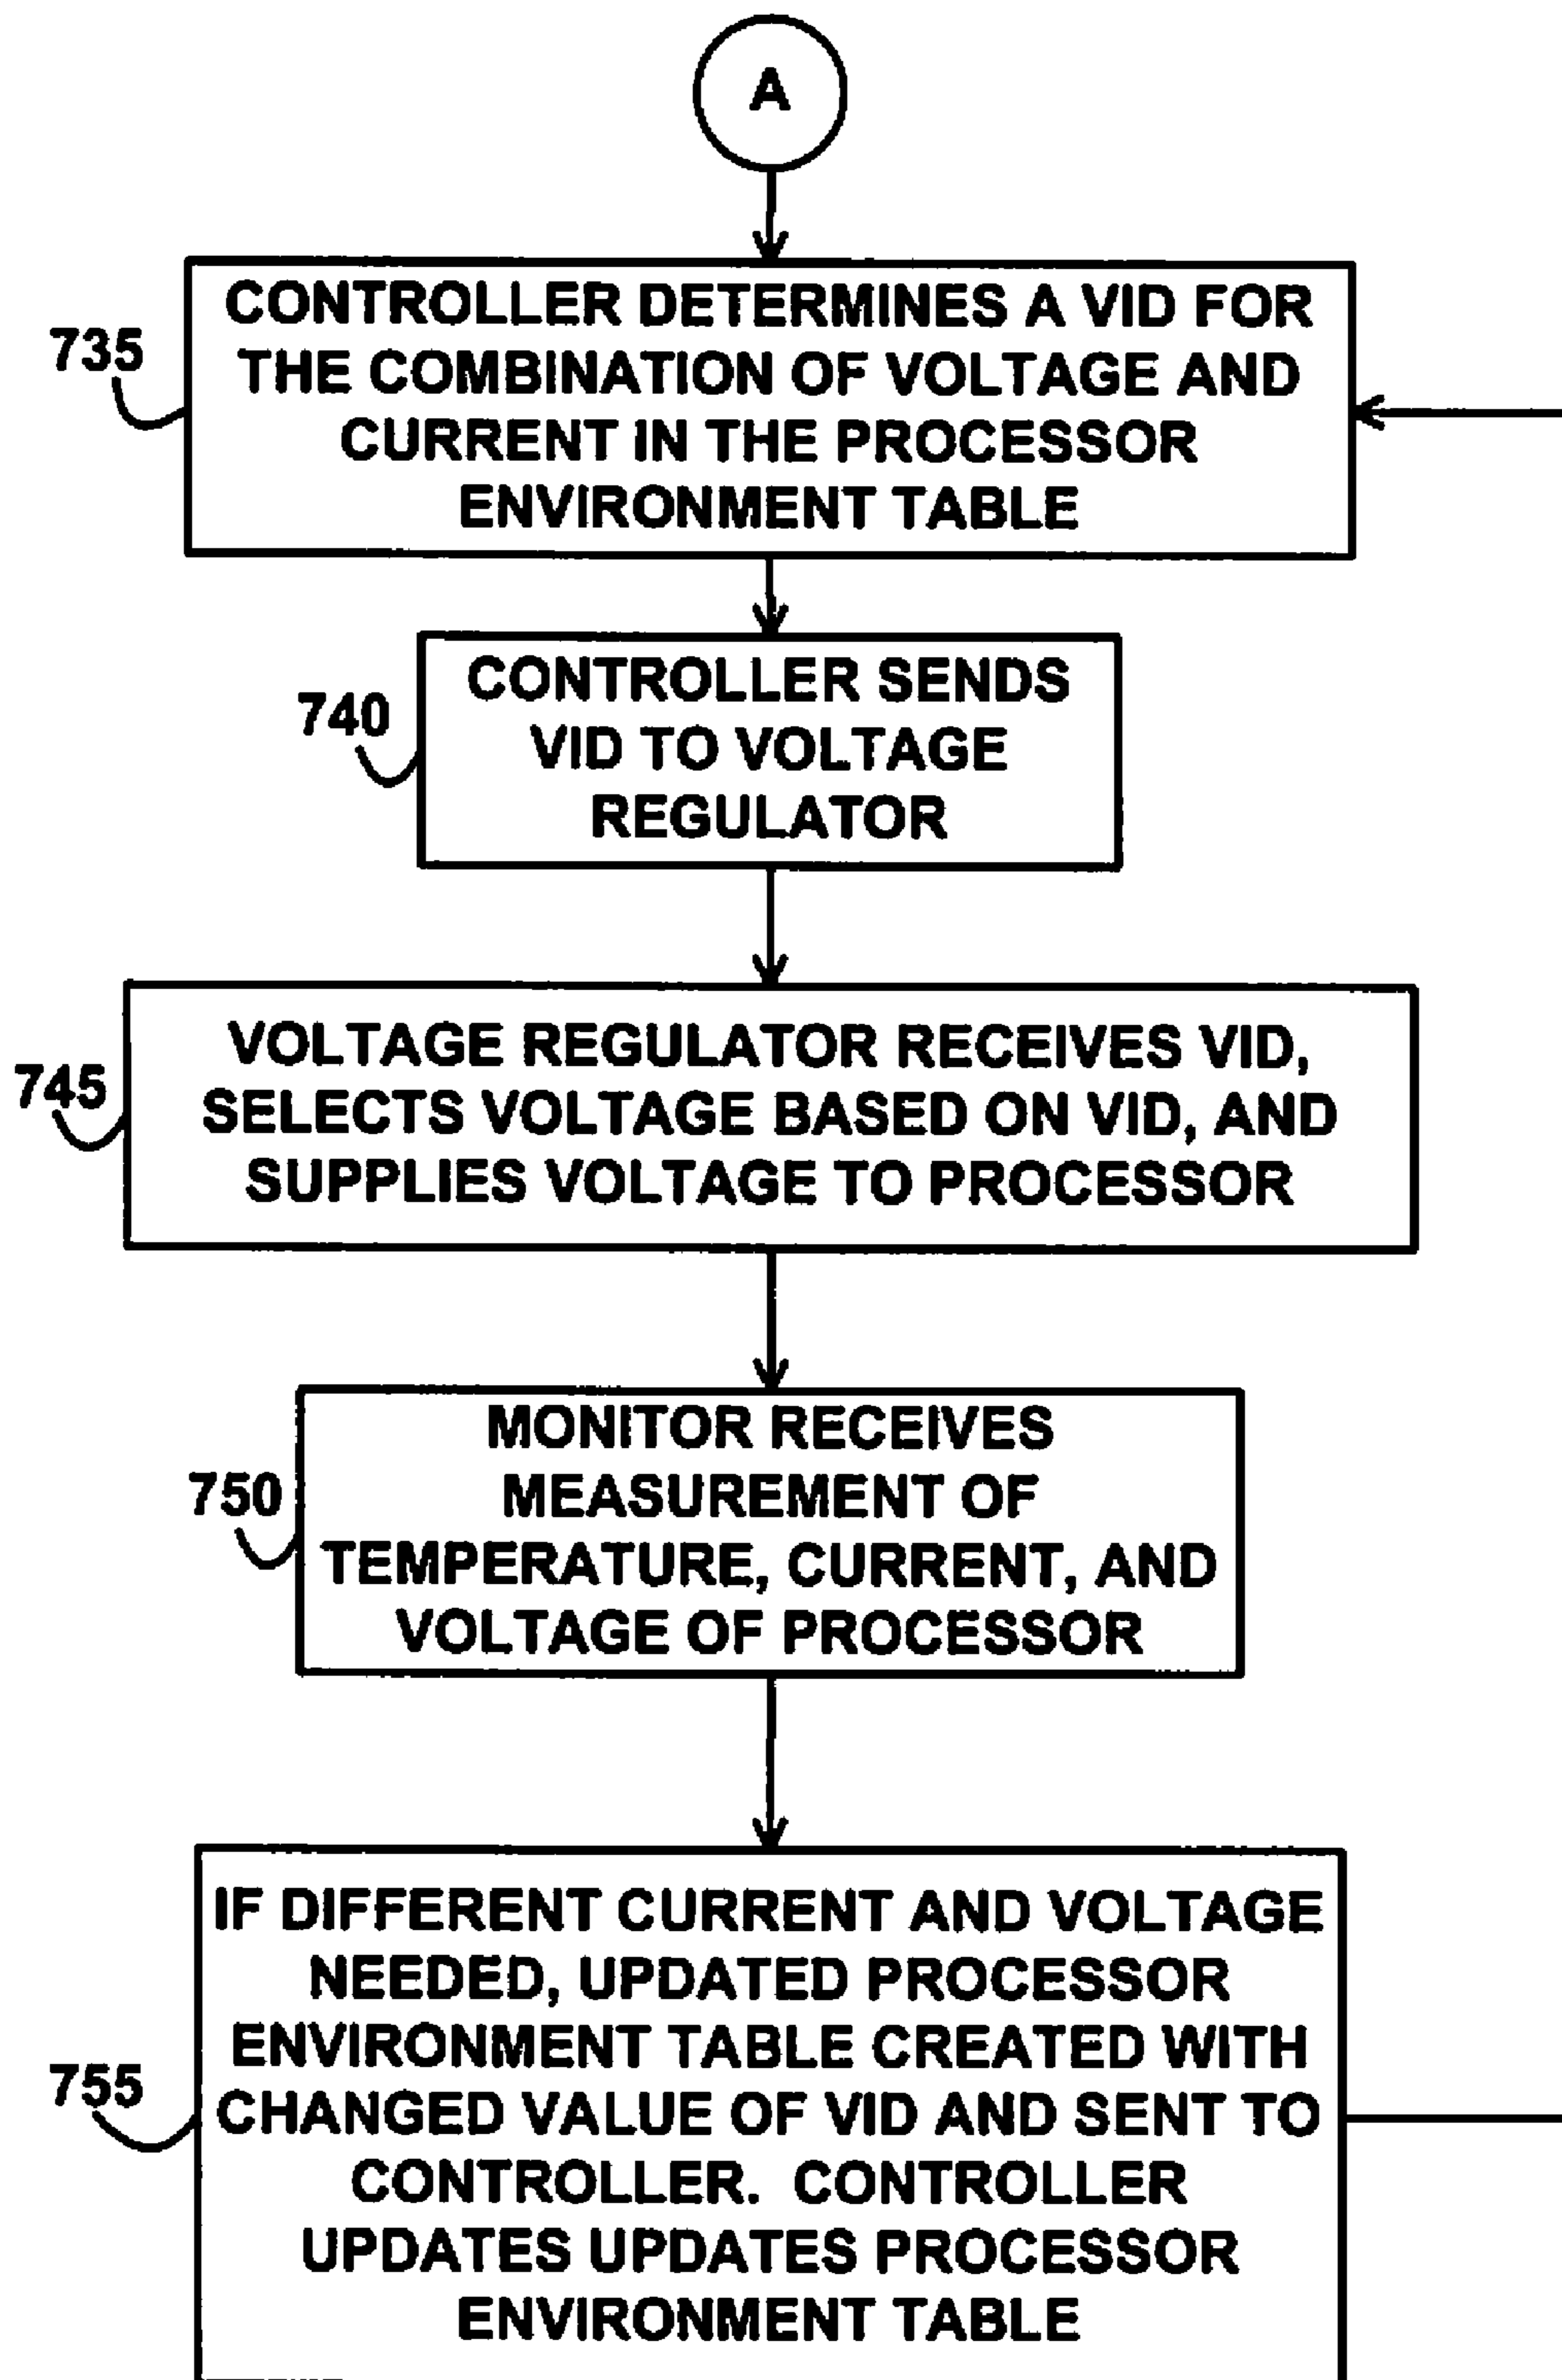 A
735
CONTROLLER DETERMINES A VID FOR
THE COMBINATION OF VOLTAGE AND
CURRENT IN THE PROCESSOR
ENVIRONMENT TABLE
740
CONTROLLER SENDS
VID TO VOLTAGE
REGULATOR
745
VOLTAGE REGULATOR RECEIVES VID,
SELECTS VOLTAGE BASED ON VID, AND
SUPPLIES VOLTAGE TO PROCESSOR
750
MONITOR RECEIVES
MEASUREMENT OF
TEMPERATURE, CURRENT, AND
VOLTAGE OF PROCESSOR
755
IF DIFFERENT CURRENT AND VOLTAGE
NEEDED, UPDATED PROCESSOR
ENVIRONMENT TABLE CREATED WITH
CHANGED VALUE OF VID AND SENT TO
CONTROLLER. CONTROLLER
UPDATES UPDATES PROCESSOR
ENVIRONMENT TABLE